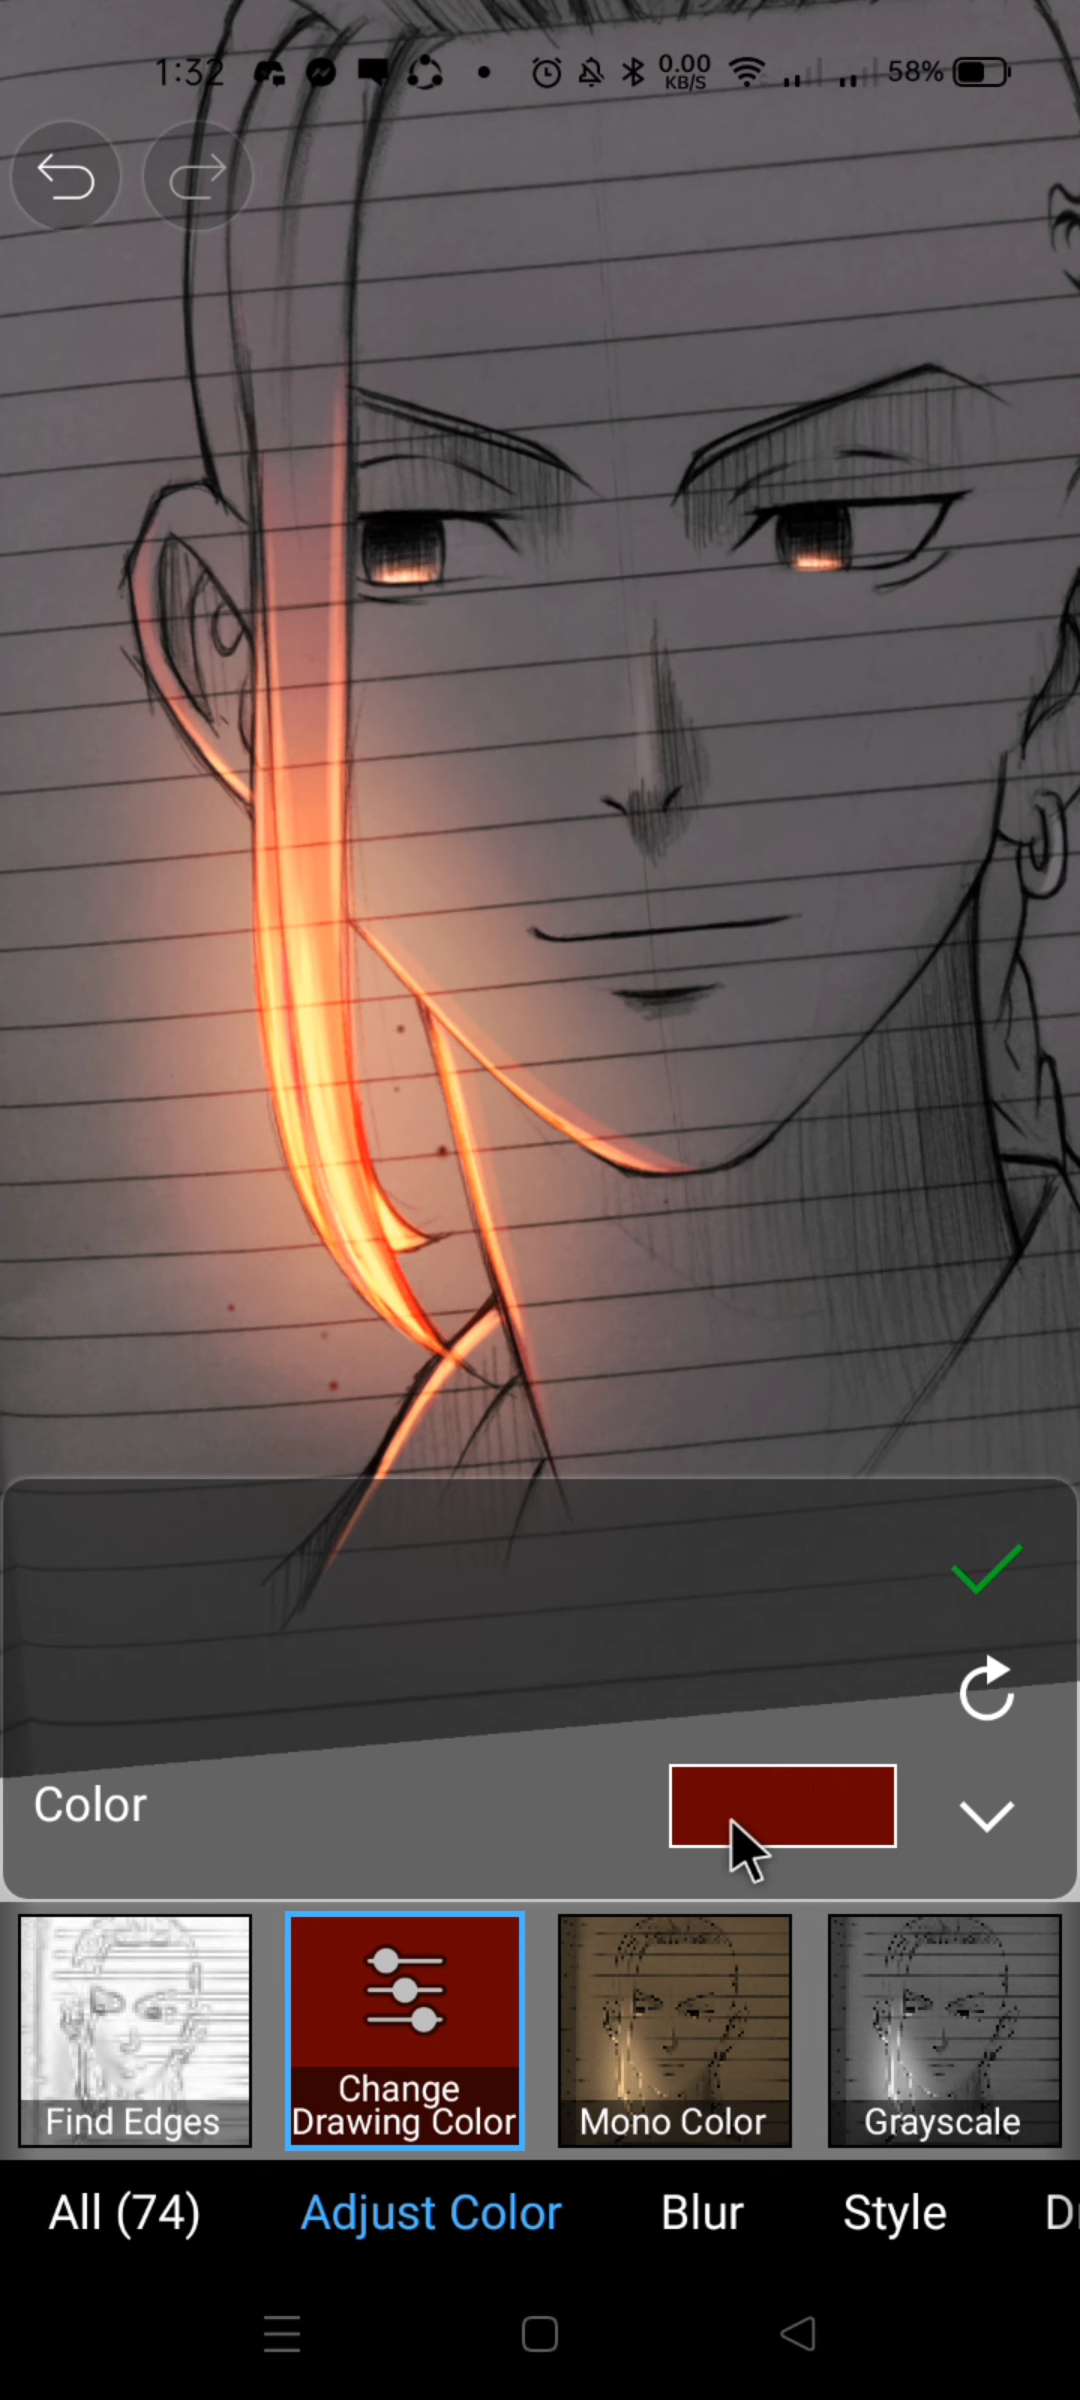 1:32 0.00 KB/S 58%
Color
Find Edges
Change
Drawing Color
Mono Color
Grayscale
All (74) Adjust Color Blur Style